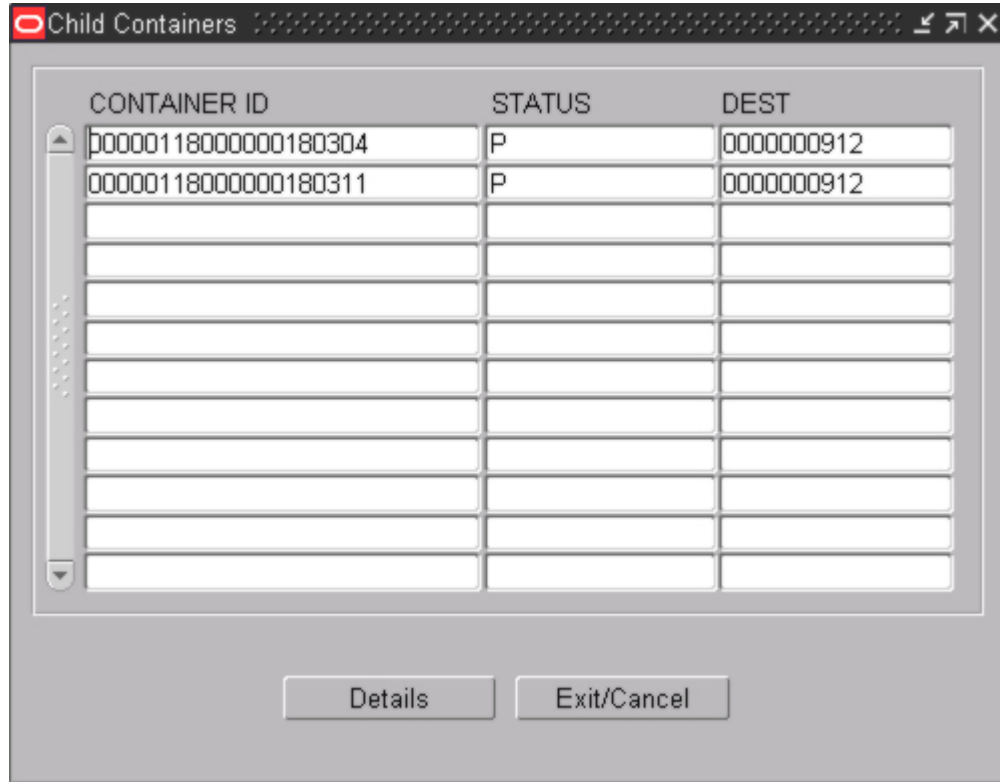 Child Containers
CONTAINER ID STATUS DEST
00000118000000180304 P 0000000912
00000118000000180311 P 0000000912
Details Exit/Cancel